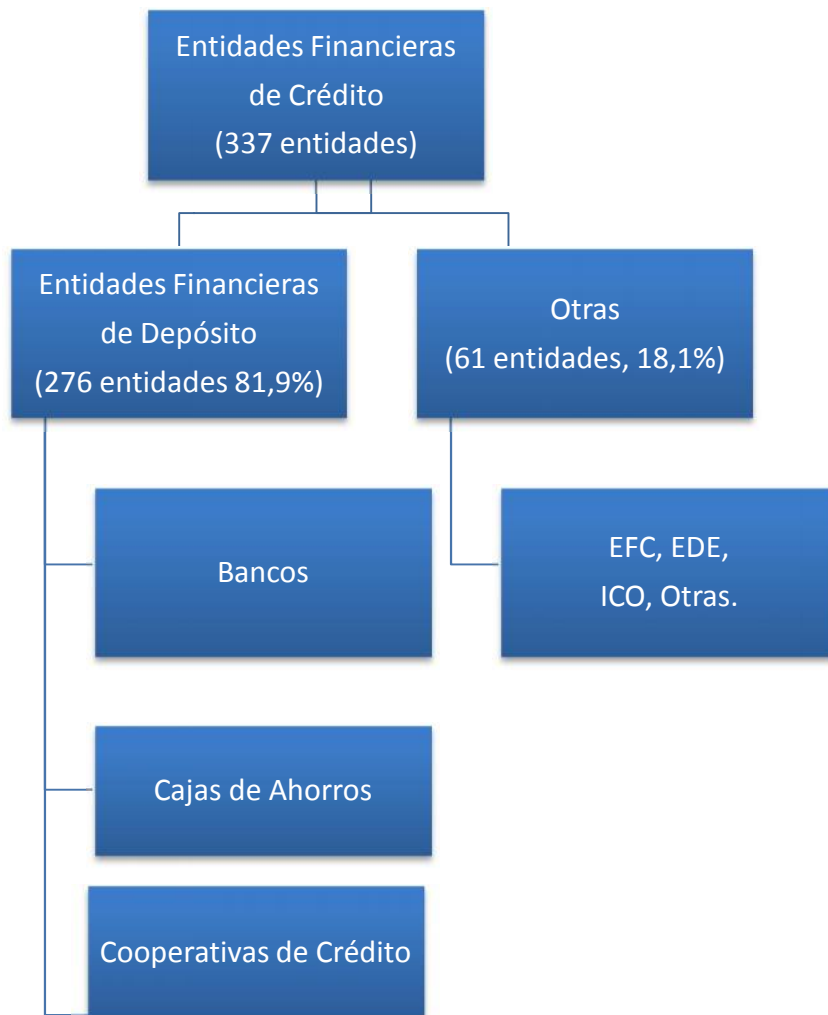 Entidades Financieras
de Crédito
(337 entidades)
Entidades Financieras
de Depósito
(276 entidades 81,9%)
Otras
(61 entidades, 18,1%)
Bancos
EFC, EDE,
ICO, Otras.
Cajas de Ahorros
Cooperativas de Crédito